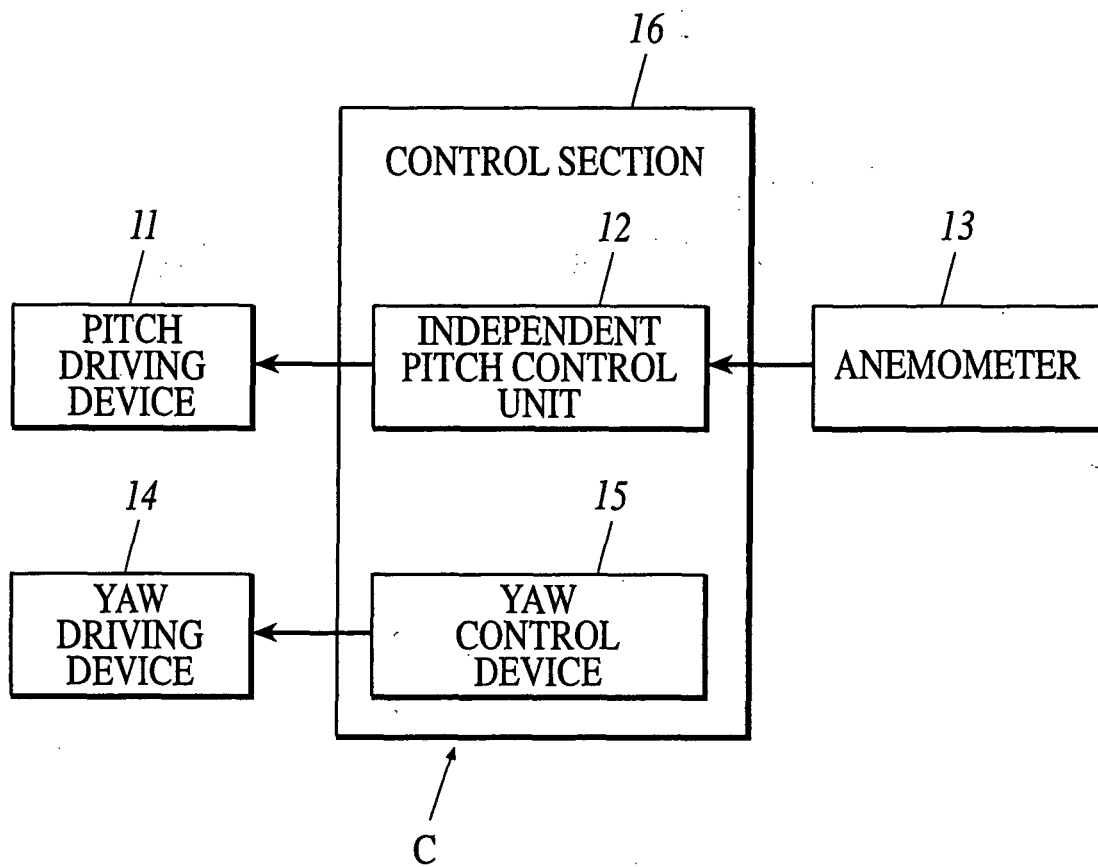 16
CONTROL SECTION
11
12
13
PITCH
DRIVING
DEVICE
INDEPENDENT
PITCH CONTROL
UNIT
ANEMOMETER
14
15
YAW
DRIVING
DEVICE
YAW
CONTROL
DEVICE
C